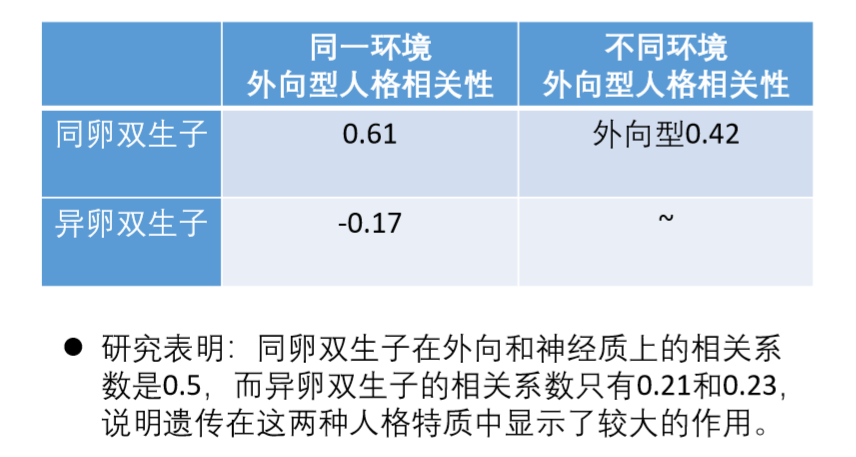 同一环境
外向型人格相关性
不同环境
外向型人格相关性
同卵双生子
0.61
外向型0.42
异卵双生子
-0.17
~
● 研究表明：同卵双生子在外向和神经质上的相关系
数是0.5，而异卵双生子的相关系数只有0.21和0.23，
说明遗传在这两种人格特质中显示了较大的作用。